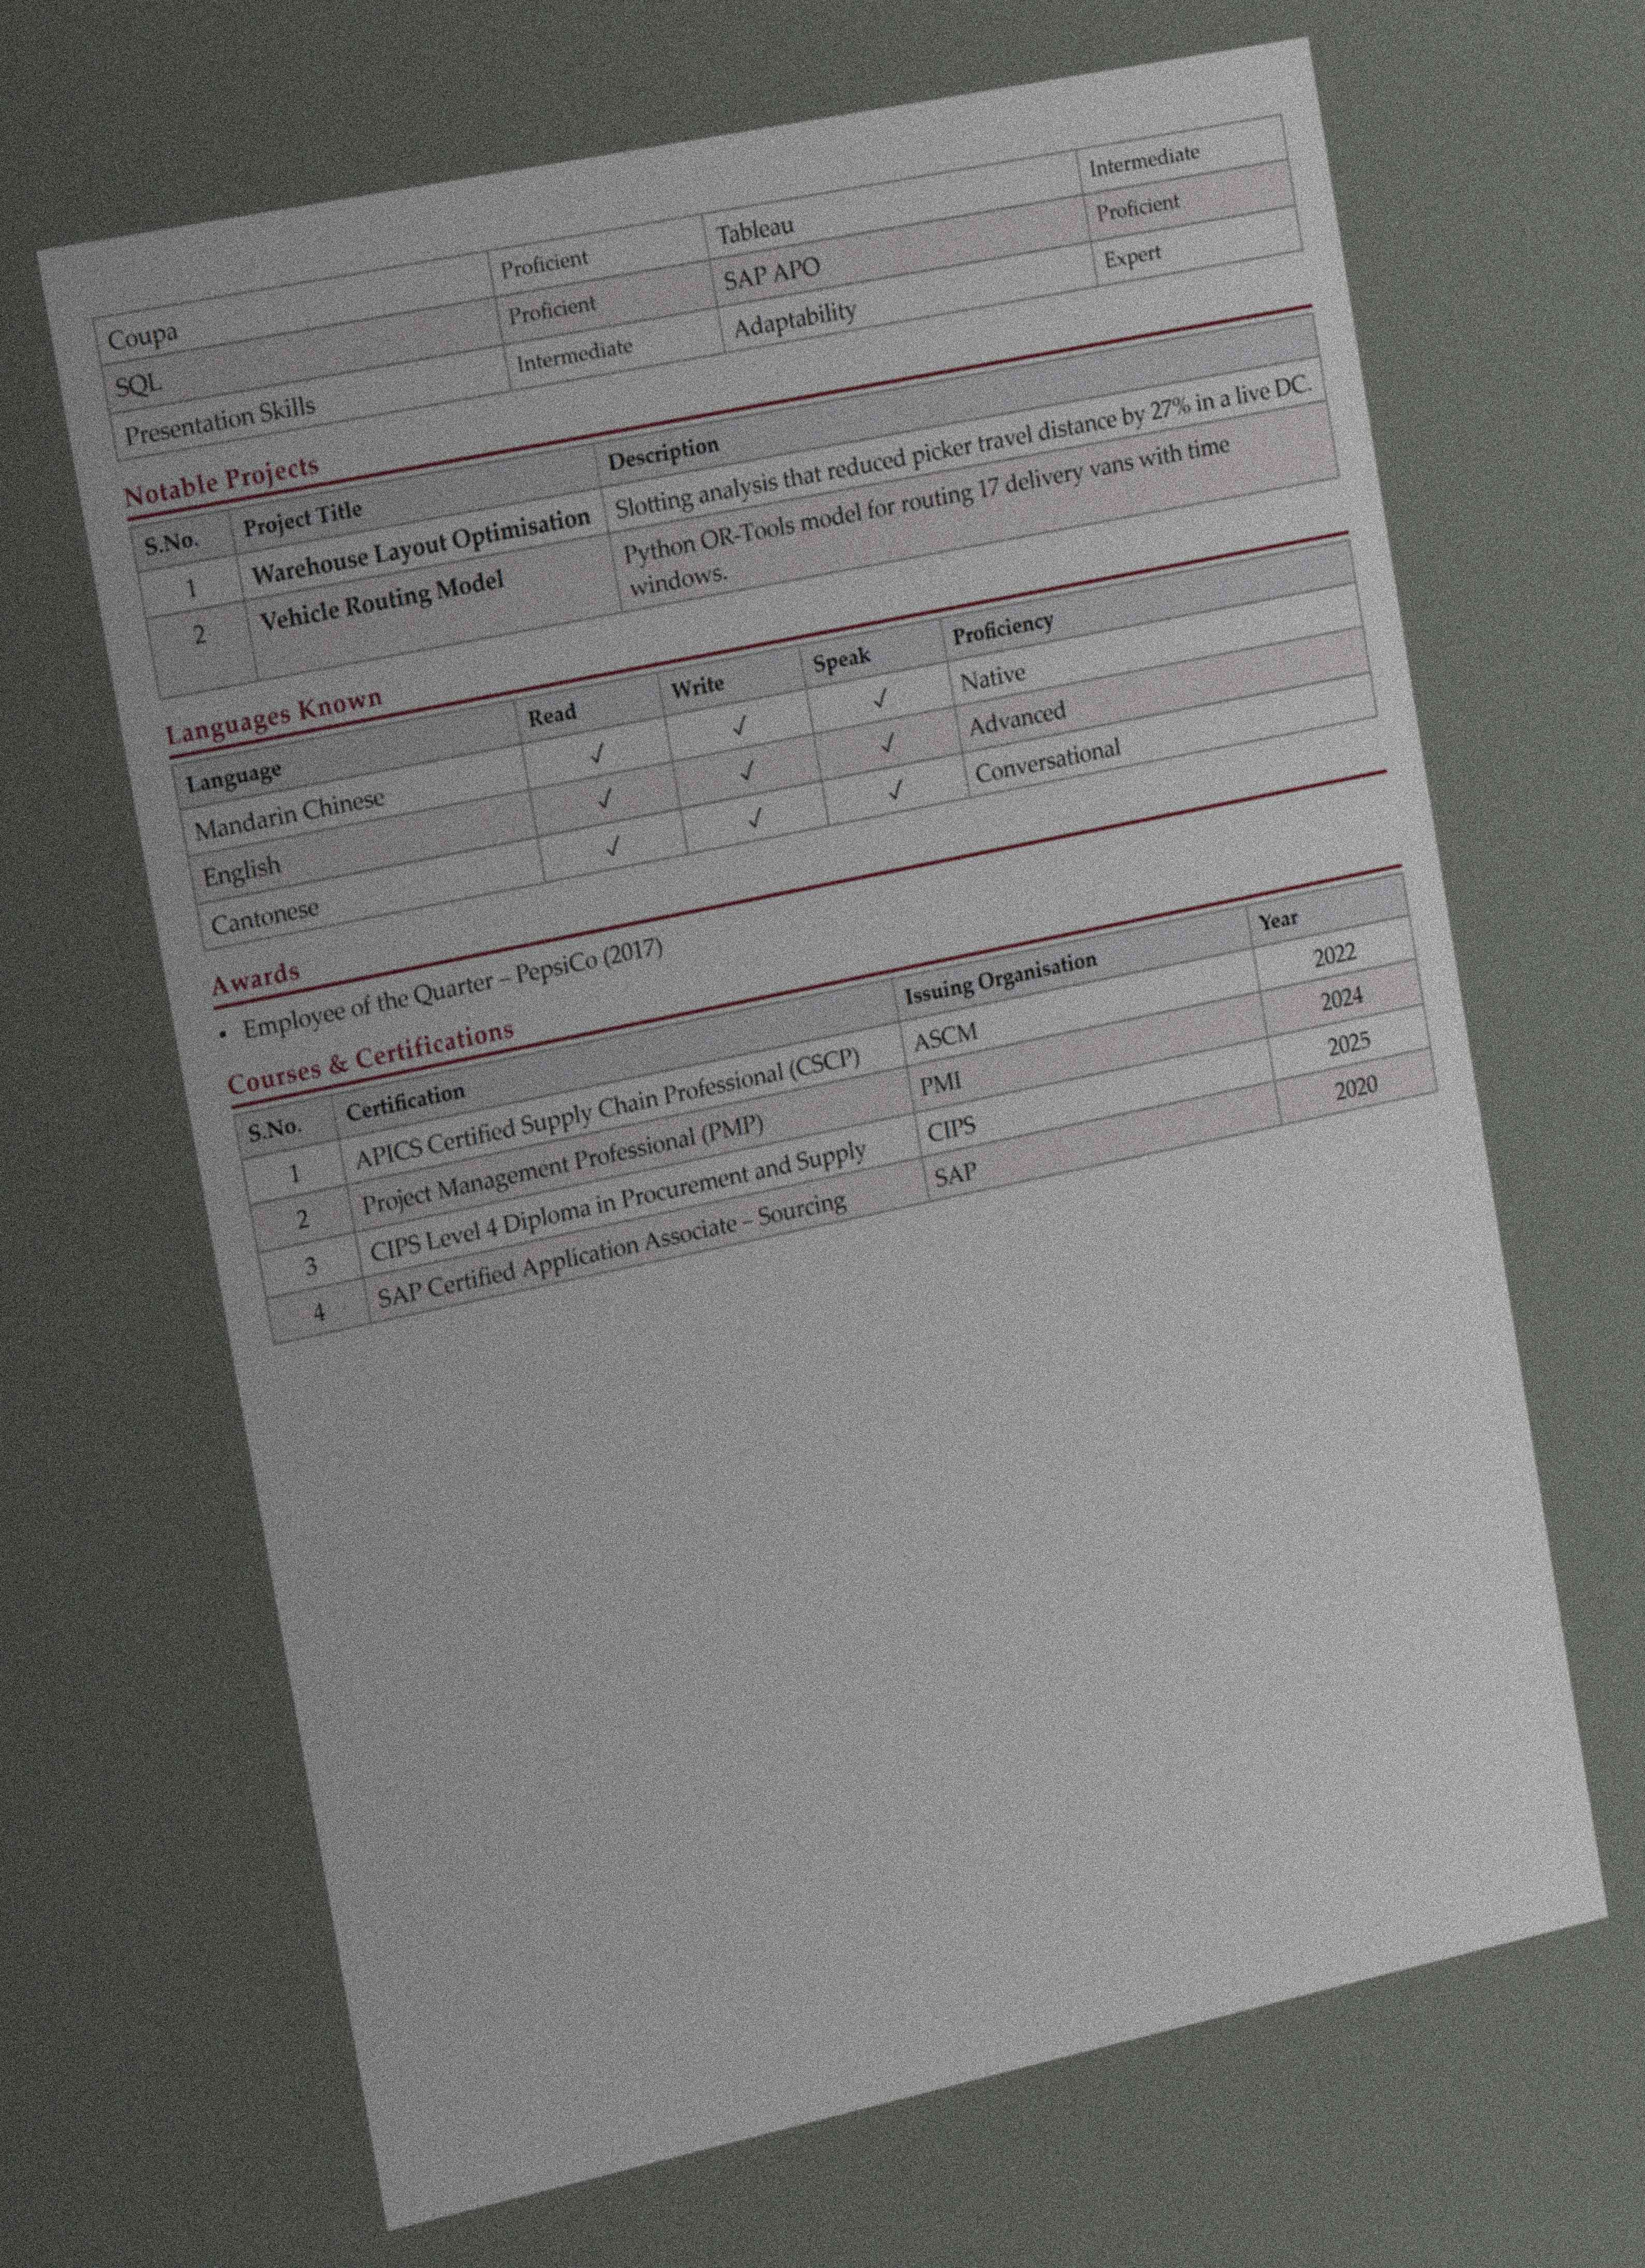 Coupa Proficient Tableau Intermediate
SQL Proficient SAP APO Proficient
Presentation Skills Intermediate Adaptability Expert
Notable Projects
S.No. Project Title Description
1 Warehouse Layout Optimisation Slotting analysis that reduced picker travel distance by 27% in a live DC.
2 Vehicle Routing Model Python OR-Tools model for routing 17 delivery vans with time
windows.
Languages Known
Language Read Write Speak Proficiency
Mandarin Chinese ✓ ✓ ✓ Native
English ✓ ✓ ✓ Advanced
Cantonese ✓ ✓ ✓ Conversational
Awards
• Employee of the Quarter – PepsiCo (2017)
Courses & Certifications
S.No. Certification Issuing Organisation Year
1 APICS Certified Supply Chain Professional (CSCP) ASCM 2022
2 Project Management Professional (PMP) PMI 2024
3 CIPS Level 4 Diploma in Procurement and Supply CIPS 2025
4 SAP Certified Application Associate – Sourcing SAP 2020